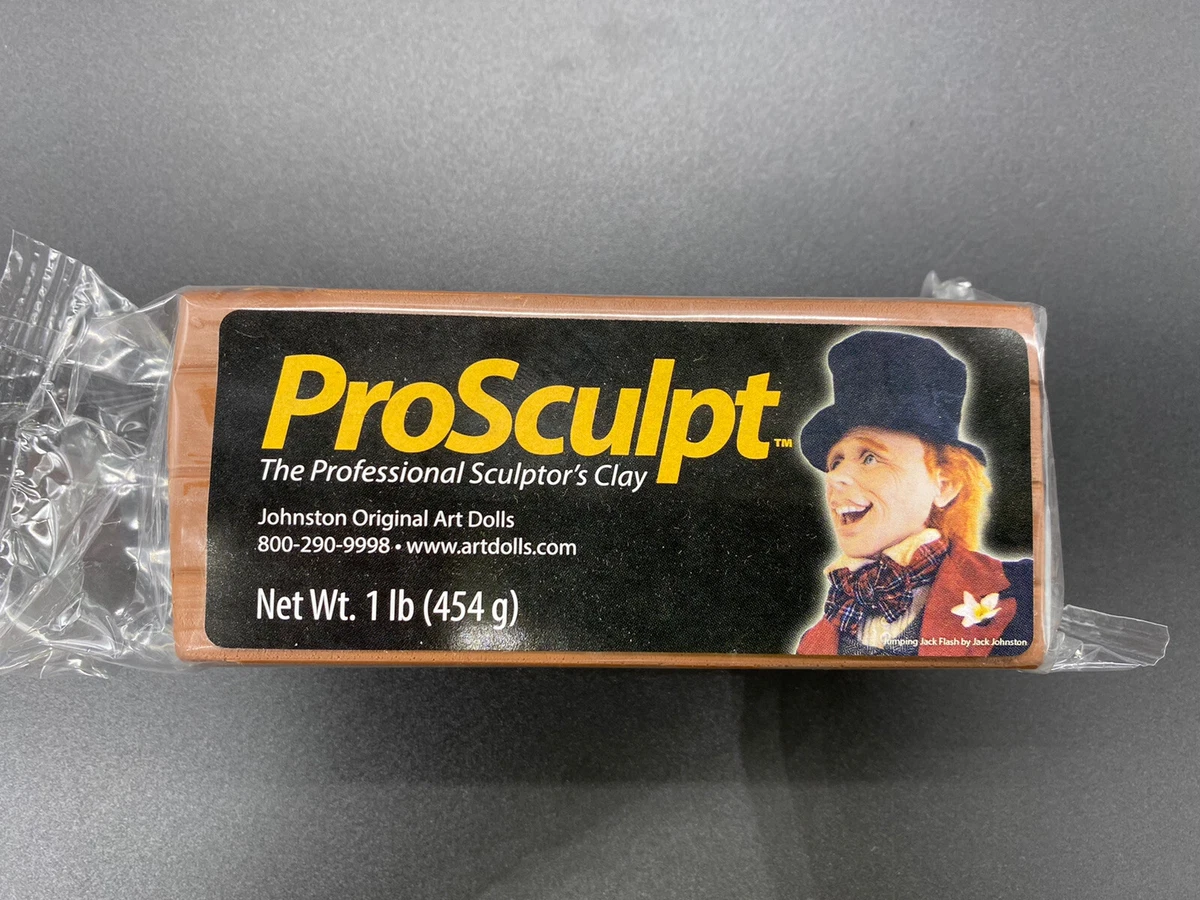 ProSculpt™
The Professional Sculptor's Clay
Johnston Original Art Dolls
800-290-9998 • www.artdolls.com
Net Wt. 1 lb (454 g)
Jumping Jack Flash by Jack Johnston